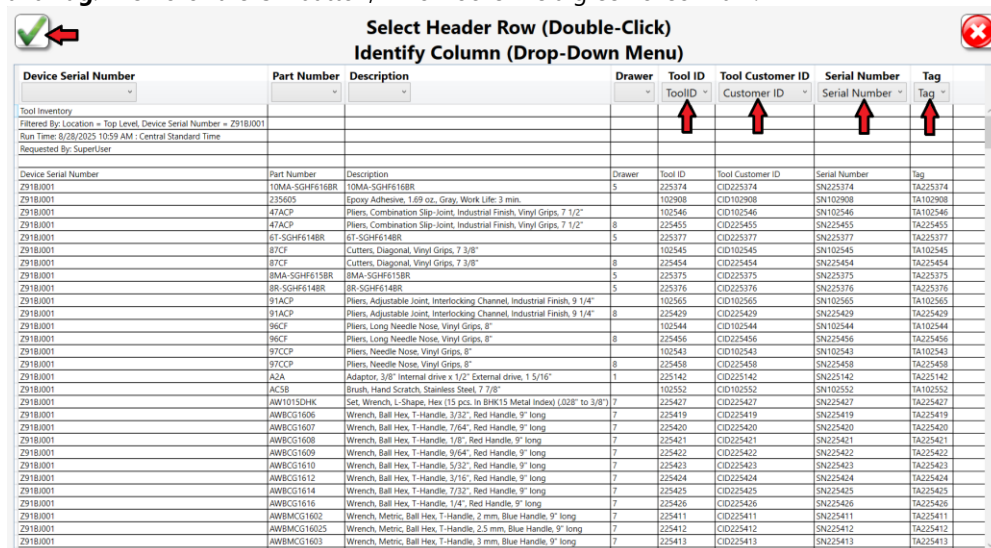 Select Header Row (Double-Click)
Identify Column (Drop-Down Menu)
Device Serial Number Part Number Description Drawer Tool ID Tool Customer ID Serial Number Tag
ToolID Customer ID Serial Number Tag
Tool Inventory
Filtered By: Location = Top Level, Device Serial Number = Z91BJ001
Run Time: 8/28/2025 10:59 AM : Central Standard Time
Requested By: SuperUser
Device Serial Number Part Number Description Drawer Tool ID Tool Customer ID Serial Number Tag
Z91BJ001 10MA-SGHF616BR 10MA-SGHF616BR 5 225374 CID225374 SN225374 TA225374
Z91BJ001 235605 Epoxy Adhesive, 1.69 oz., Gray, Work Life: 3 min. 102908 CID102908 SN102908 TA102908
Z91BJ001 47ACP Pliers, Combination Slip-Joint, Industrial Finish, Vinyl Grips, 7 1/2" 102546 CID102546 SN102546 TA102546
Z91BJ001 47ACP Pliers, Combination Slip-Joint, Industrial Finish, Vinyl Grips, 7 1/2" 8 225455 CID225455 SN225455 TA225455
Z91BJ001 6T-SGHF614BR 6T-SGHF614BR 5 225377 CID225377 SN225377 TA225377
Z91BJ001 87CF Cutters, Diagonal, Vinyl Grips, 7 3/8" 102545 CID102545 SN102545 TA102545
Z91BJ001 87CF Cutters, Diagonal, Vinyl Grips, 7 3/8" 8 225454 CID225454 SN225454 TA225454
Z91BJ001 8MA-SGHF615BR 8MA-SGHF615BR 5 225375 CID225375 SN225375 TA225375
Z91BJ001 8R-SGHF614BR 8R-SGHF614BR 5 225376 CID225376 SN225376 TA225376
Z91BJ001 91ACP Pliers, Adjustable Joint, Interlocking Channel, Industrial Finish, 9 1/4" 102565 CID102565 SN102565 TA102565
Z91BJ001 91ACP Pliers, Adjustable Joint, Interlocking Channel, Industrial Finish, 9 1/4" 8 225429 CID225429 SN225429 TA225429
Z91BJ001 96CF Pliers, Long Needle Nose, Vinyl Grips, 8" 102544 CID102544 SN102544 TA102544
Z91BJ001 96CF Pliers, Long Needle Nose, Vinyl Grips, 8" 8 225456 CID225456 SN225456 TA225456
Z91BJ001 97CCP Pliers, Needle Nose, Vinyl Grips, 8" 102543 CID102543 SN102543 TA102543
Z91BJ001 97CCP Pliers, Needle Nose, Vinyl Grips, 8" 8 225458 CID225458 SN225458 TA225458
Z91BJ001 A2A Adaptor, 3/8" Internal drive x 1/2" External drive, 1 5/16" 1 225142 CID225142 SN225142 TA225142
Z91BJ001 AC5B Brush, Hand Scratch, Stainless Steel, 7 7/8" 102552 CID102552 SN102552 TA102552
Z91BJ001 AW1015DHK Set, Wrench, L-Shape, Hex (15 pcs. In BHK15 Metal Index) (.028" to 3/8") 7 225427 CID225427 SN225427 TA225427
Z91BJ001 AWBCG1606 Wrench, Ball Hex, T-Handle, 3/32", Red Handle, 9" long 7 225419 CID225419 SN225419 TA225419
Z91BJ001 AWBCG1607 Wrench, Ball Hex, T-Handle, 7/64", Red Handle, 9" long 7 225420 CID225420 SN225420 TA225420
Z91BJ001 AWBCG1608 Wrench, Ball Hex, T-Handle, 1/8", Red Handle, 9" long 7 225421 CID225421 SN225421 TA225421
Z91BJ001 AWBCG1609 Wrench, Ball Hex, T-Handle, 9/64", Red Handle, 9" long 7 225422 CID225422 SN225422 TA225422
Z91BJ001 AWBCG1610 Wrench, Ball Hex, T-Handle, 5/32", Red Handle, 9" long 7 225423 CID225423 SN225423 TA225423
Z91BJ001 AWBCG1612 Wrench, Ball Hex, T-Handle, 3/16", Red Handle, 9" long 7 225424 CID225424 SN225424 TA225424
Z91BJ001 AWBCG1614 Wrench, Ball Hex, T-Handle, 7/32", Red Handle, 9" long 7 225425 CID225425 SN225425 TA225425
Z91BJ001 AWBCG1616 Wrench, Ball Hex, T-Handle, 1/4", Red Handle, 9" long 7 225426 CID225426 SN225426 TA225426
Z91BJ001 AWBMCG1602 Wrench, Metric, Ball Hex, T-Handle, 2 mm, Blue Handle, 9" long 7 225411 CID225411 SN225411 TA225411
Z91BJ001 AWBMCG16025 Wrench, Metric, Ball Hex, T-Handle, 2.5 mm, Blue Handle, 9" long 7 225412 CID225412 SN225412 TA225412
Z91BJ001 AWBMCG1603 Wrench, Metric, Ball Hex, T-Handle, 3 mm, Blue Handle, 9" long 7 225413 CID225413 SN225413 TA225413